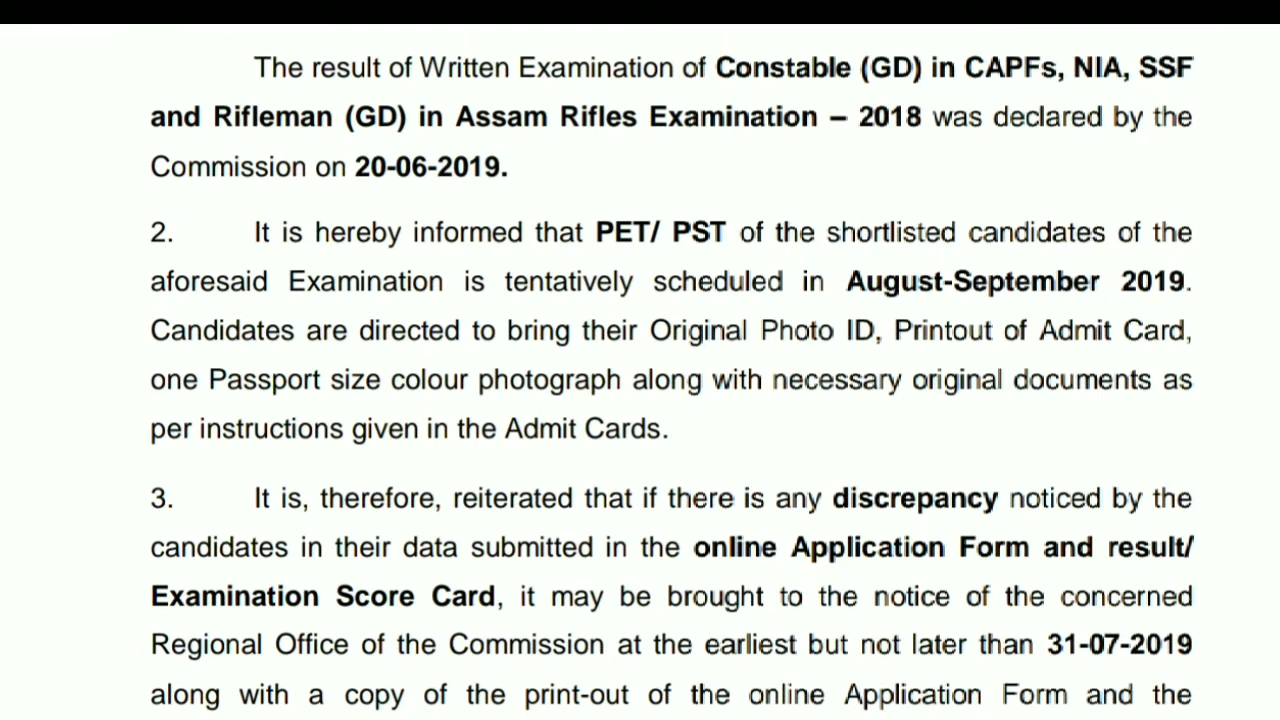 The result of Written Examination of Constable (GD) in CAPFs, NIA, SSF
and Rifleman (GD) in Assam Rifles Examination – 2018 was declared by the
Commission on 20-06-2019.
2. It is hereby informed that PET/ PST of the shortlisted candidates of the
aforesaid Examination is tentatively scheduled in August-September 2019.
Candidates are directed to bring their Original Photo ID, Printout of Admit Card,
one Passport size colour photograph along with necessary original documents as
per instructions given in the Admit Cards.
3. It is, therefore, reiterated that if there is any discrepancy noticed by the
candidates in their data submitted in the online Application Form and result/
Examination Score Card, it may be brought to the notice of the concerned
Regional Office of the Commission at the earliest but not later than 31-07-2019
along with a copy of the print-out of the online Application Form and the